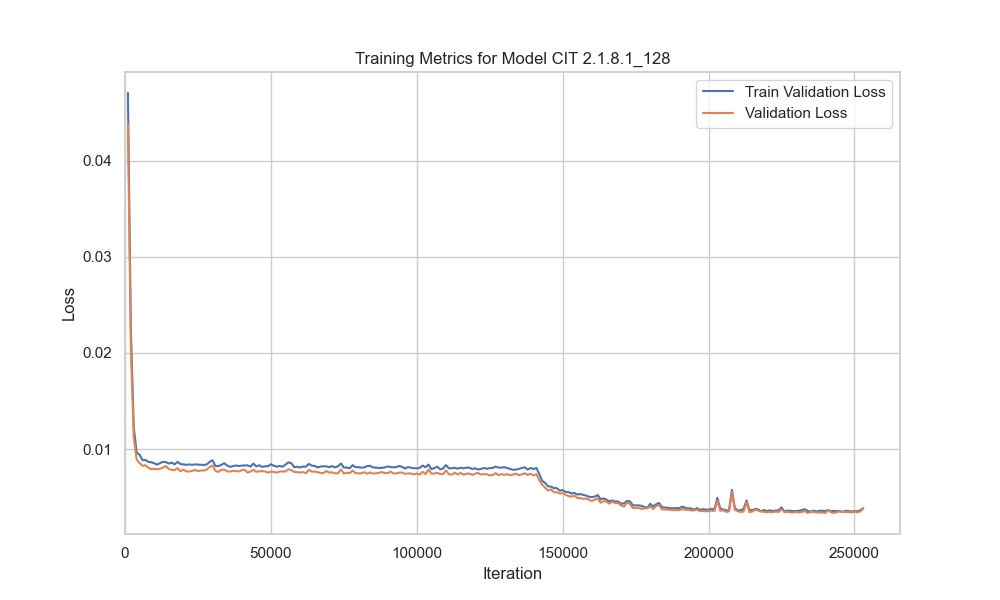 Training Metrics for Model CIT 2.1.8.1_128
Train Validation Loss
Validation Loss
0.04
0.03
0.02
0.01
Loss
0
50000
100000
150000
200000
250000
Iteration